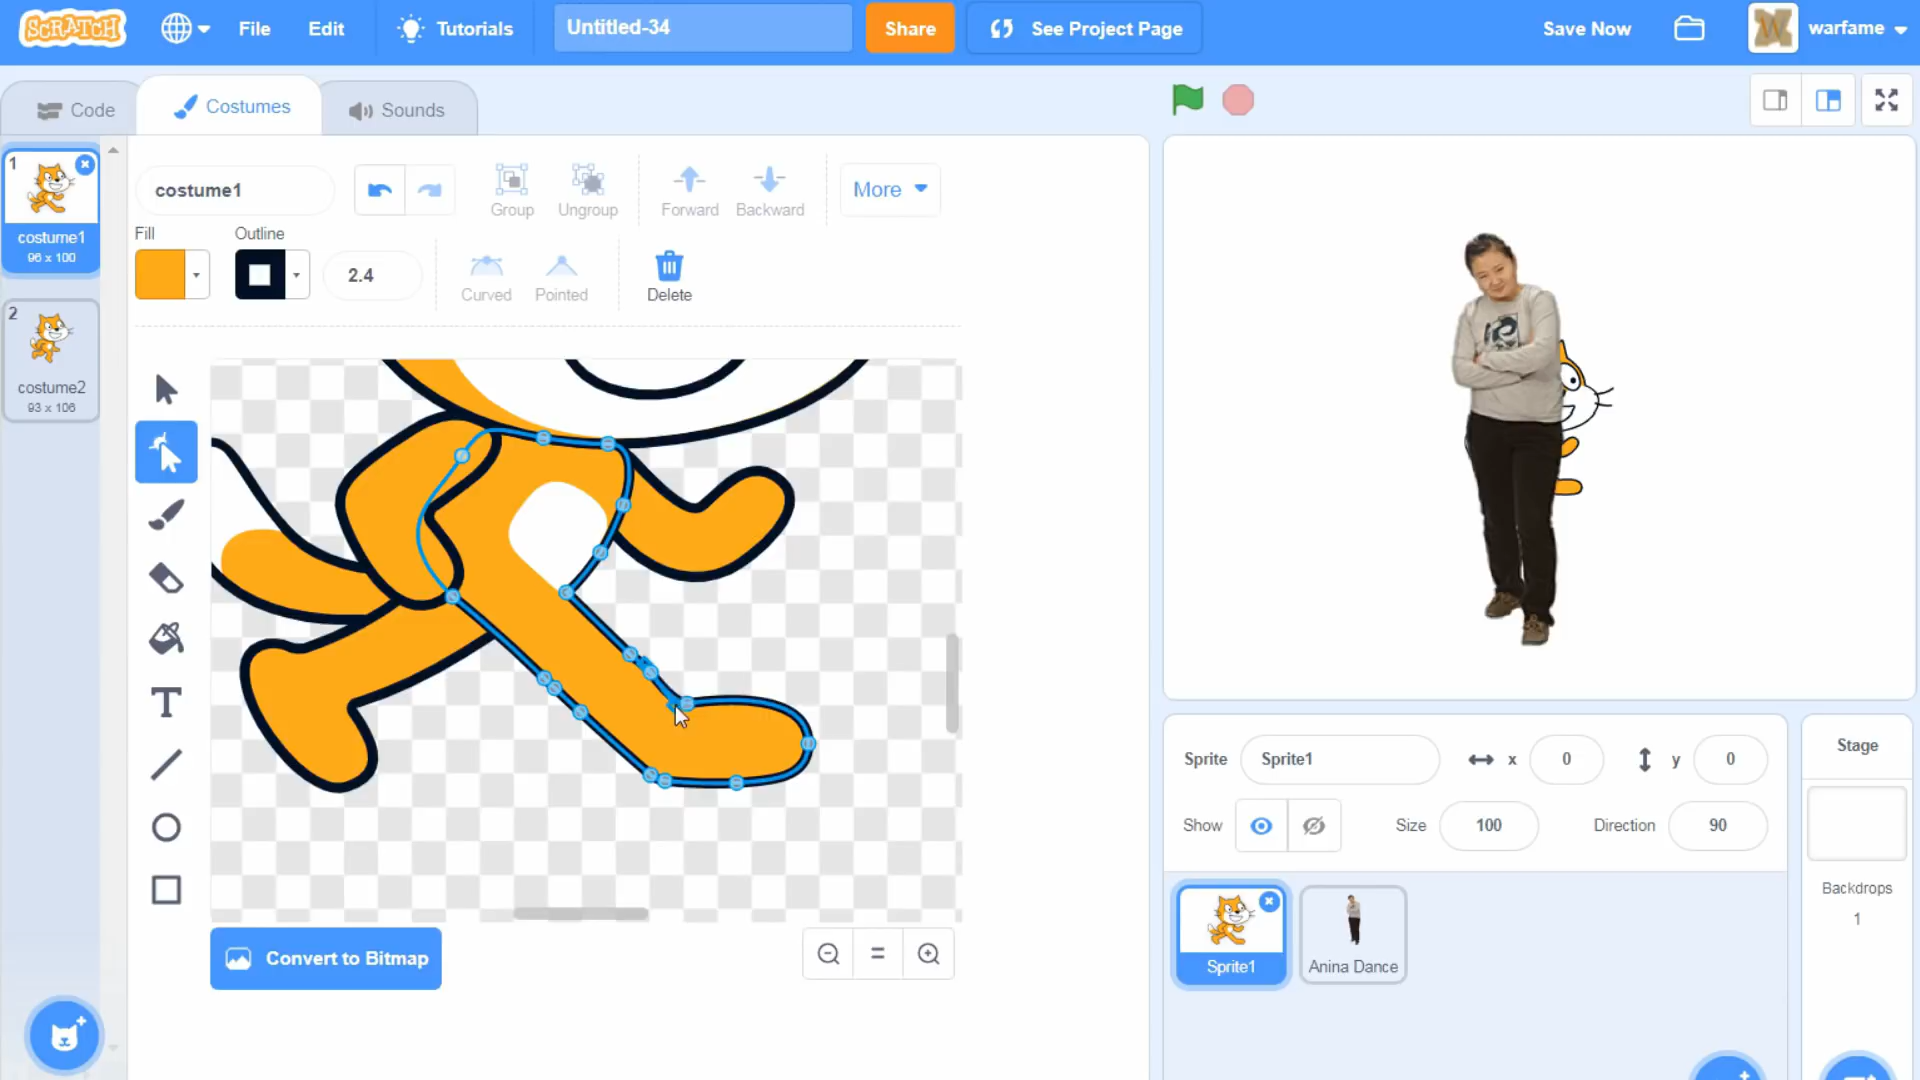 SCRATCH
File
Edit
Tutorials
Untitled-34
Share
See Project Page
Save Now
warfame
Code
Costumes
Sounds
1
costume1
96 x 100
2
costume2
93 x 106
costume1
Group
Ungroup
Forward
Backward
More
Fill
Outline
2.4
Curved
Pointed
Delete
T
Convert to Bitmap
Sprite
Sprite1
x
0
y
0
Show
Size
100
Direction
90
Sprite1
Anina Dance
Stage
Backdrops
1